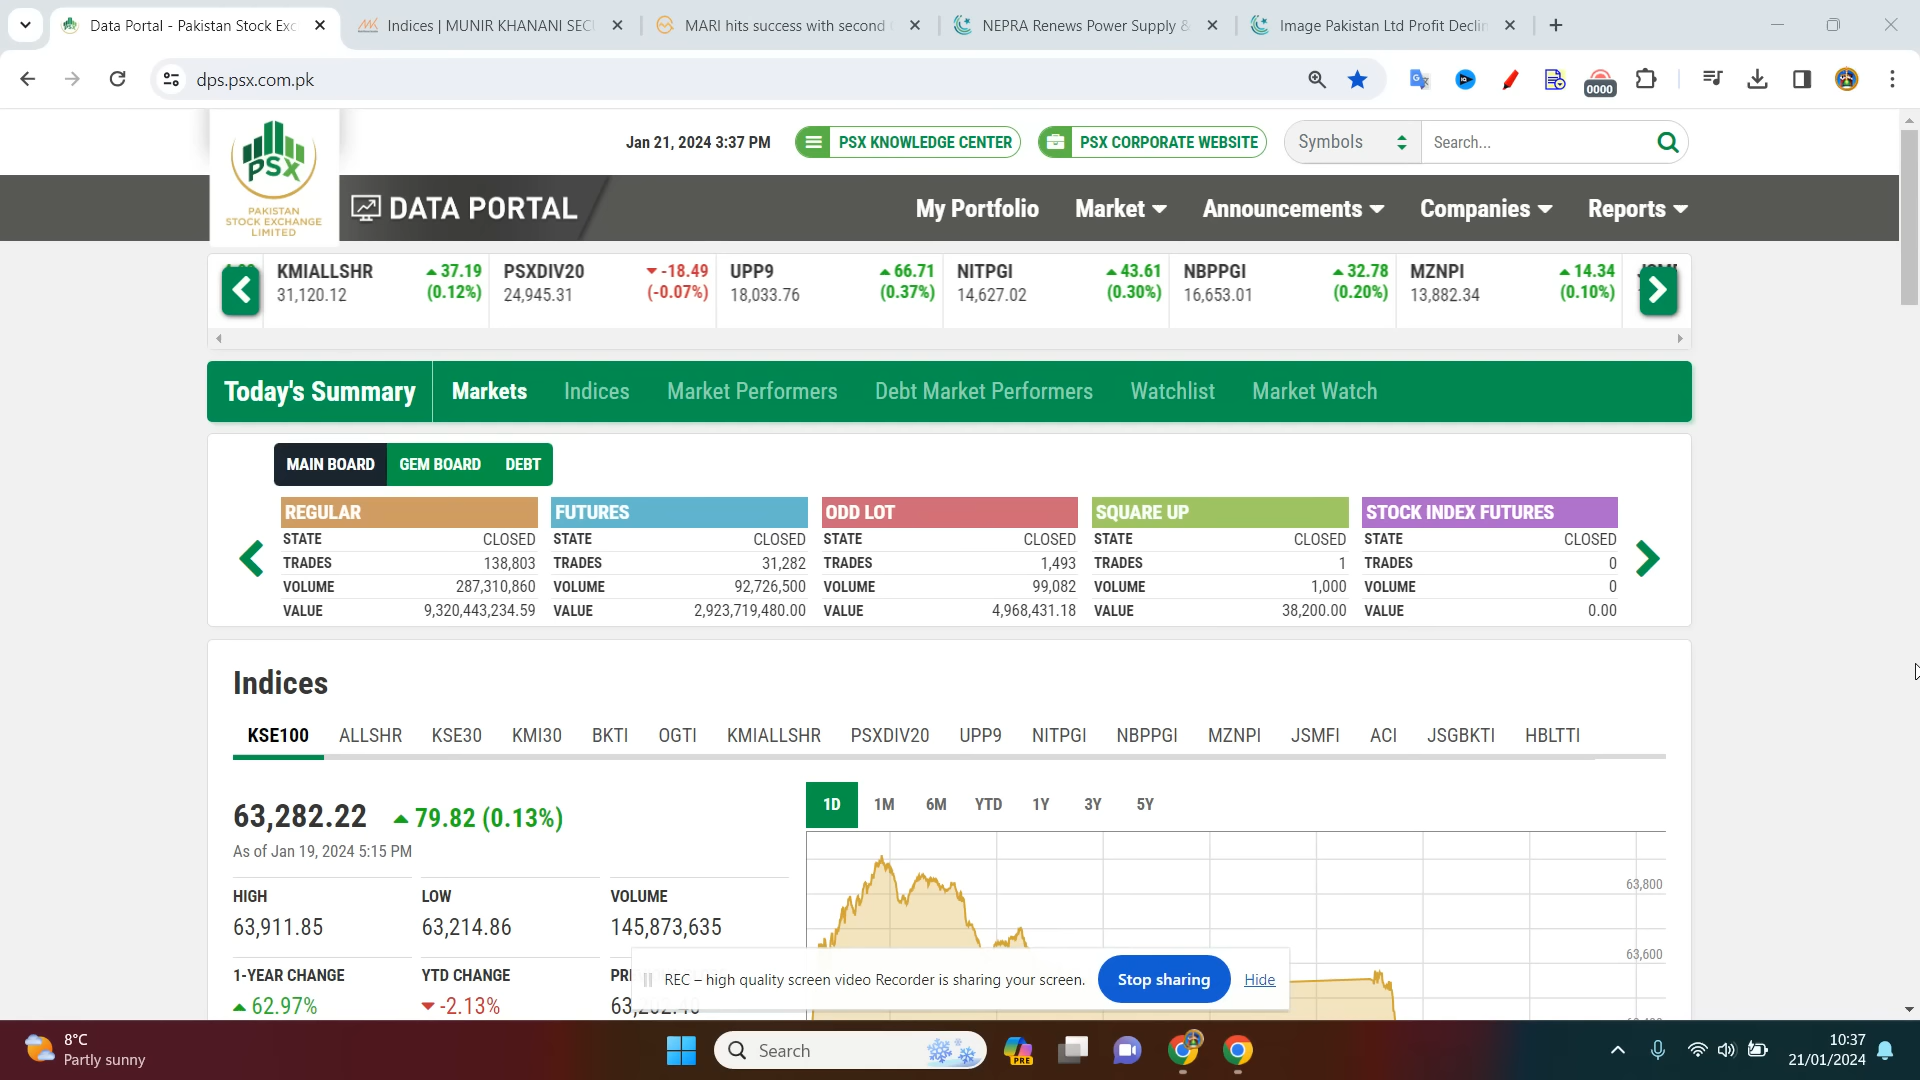 Data Portal - Pakistan Stock Exc
Indices | MUNIR KHANANI SECU
MARI hits success with second
NEPRA Renews Power Supply &
Image Pakistan Ltd Profit Declin
dps.psx.com.pk
0000
PSX
PAKISTAN
STOCK EXCHANGE
LIMITED
Jan 21, 2024 3:37 PM
PSX KNOWLEDGE CENTER
PSX CORPORATE WEBSITE
Symbols
Search...
DATA PORTAL
My Portfolio
Market
Announcements
Companies
Reports
KMIALLSHR 37.19
31,120.12 (0.12%)
PSXDIV20 -18.49
24,945.31 (-0.07%)
UPP9 66.71
18,033.76 (0.37%)
NITPGI 43.61
14,627.02 (0.30%)
NBPPGI 32.78
16,653.01 (0.20%)
MZNPI 14.34
13,882.34 (0.10%)
Today's Summary Markets Indices Market Performers Debt Market Performers Watchlist Market Watch
MAIN BOARD GEM BOARD DEBT
REGULAR
STATE CLOSED
TRADES 138,803
VOLUME 287,310,860
VALUE 9,320,443,234.59
FUTURES
STATE CLOSED
TRADES 31,282
VOLUME 92,726,500
VALUE 2,923,719,480.00
ODD LOT
STATE CLOSED
TRADES 1,493
VOLUME 99,082
VALUE 4,968,431.18
SQUARE UP
STATE CLOSED
TRADES 1
VOLUME 1,000
VALUE 38,200.00
STOCK INDEX FUTURES
STATE CLOSED
TRADES 0
VOLUME 0
VALUE 0.00
Indices
KSE100 ALLSHR KSE30 KMI30 BKTI OGTI KMIALLSHR PSXDIV20 UPP9 NITPGI NBPPGI MZNPI JSMFI ACI JSGBKTI HBLTTI
63,282.22 79.82 (0.13%)
As of Jan 19, 2024 5:15 PM
HIGH
63,911.85
LOW
63,214.86
VOLUME
145,873,635
1-YEAR CHANGE
62.97%
YTD CHANGE
-2.13%
1D 1M 6M YTD 1Y 3Y 5Y
63,800
63,600
REC – high quality screen video Recorder is sharing your screen.
Stop sharing
Hide
8°C
Partly sunny
Search
PRE
10:37
21/01/2024